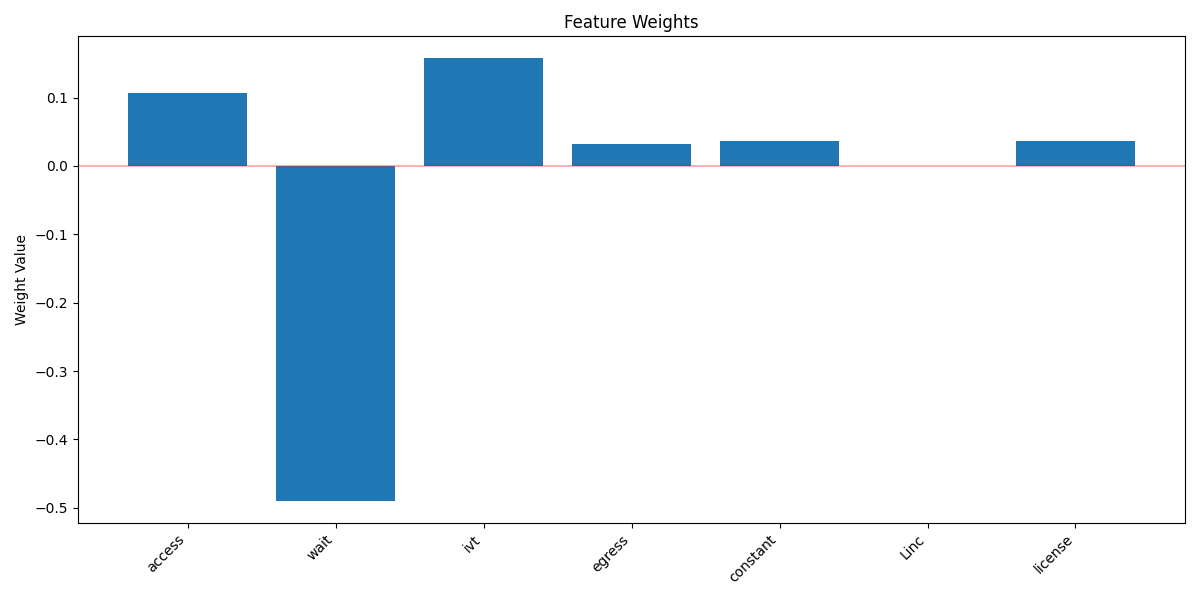 Feature Weights
Weight Value
0.1
0.0
−0.1
−0.2
−0.3
−0.4
−0.5
access
wait
ivt
egress
constant
Linc
license